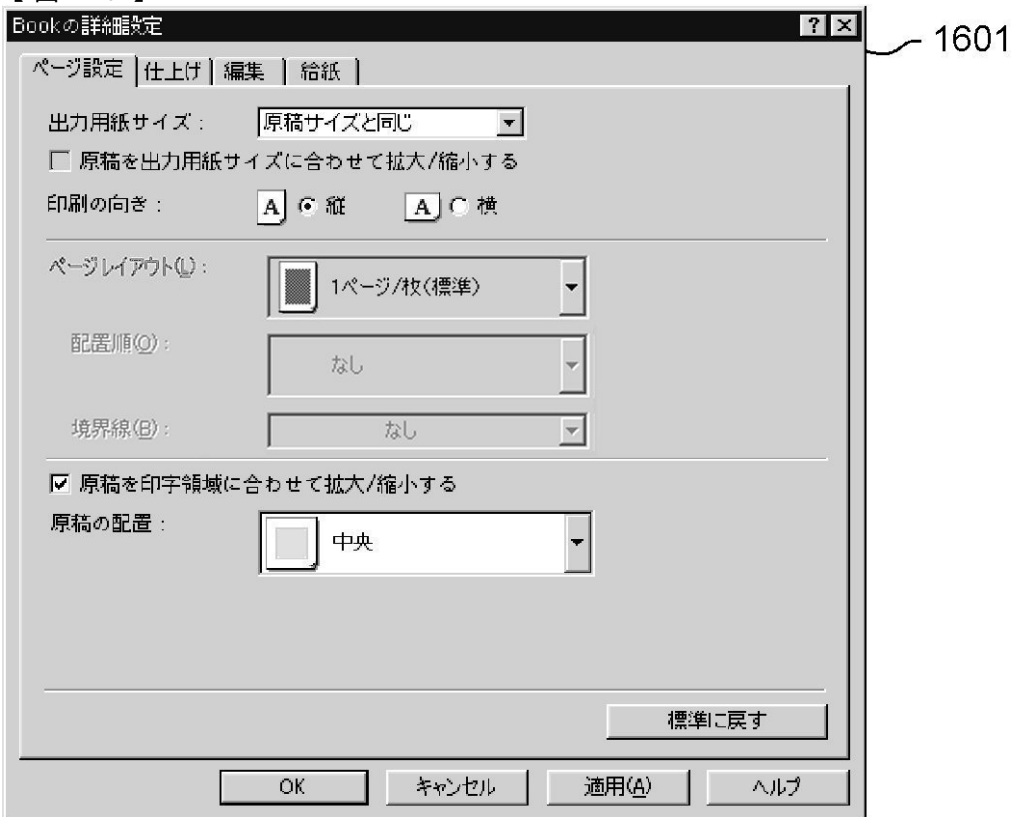 Bookの詳細設定
1601
ページ設定 仕上げ 編集 給紙
出力用紙サイズ: 原稿サイズと同じ
原稿を出力用紙サイズに合わせて拡大/縮小する
印刷の向き: A 縦 A 横
ページレイアウト(L): 1ページ/枚(標準)
配置順(O): なし
境界線(B): なし
原稿を印字領域に合わせて拡大/縮小する
原稿の配置: 中央
標準に戻す
OK キャンセル 適用(A) ヘルプ